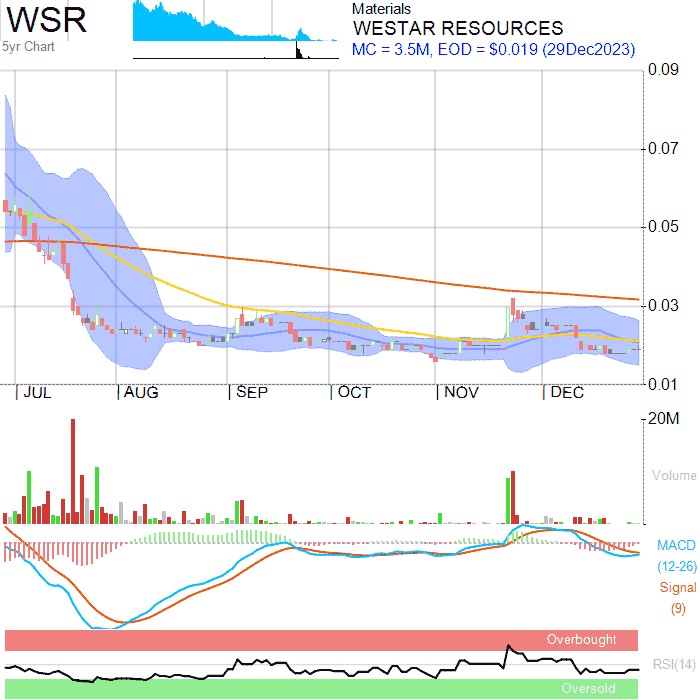 WSR
5yr Chart
Materials
WESTAR RESOURCES
MC = 3.5M, EOD = $0.019 (29Dec2023)
0.09
0.07
0.05
0.03
0.01
JUL AUG SEP OCT NOV DEC
20M
Volume
MACD
(12-26)
Signal
(9)
Overbought
RSI(14)
Oversold